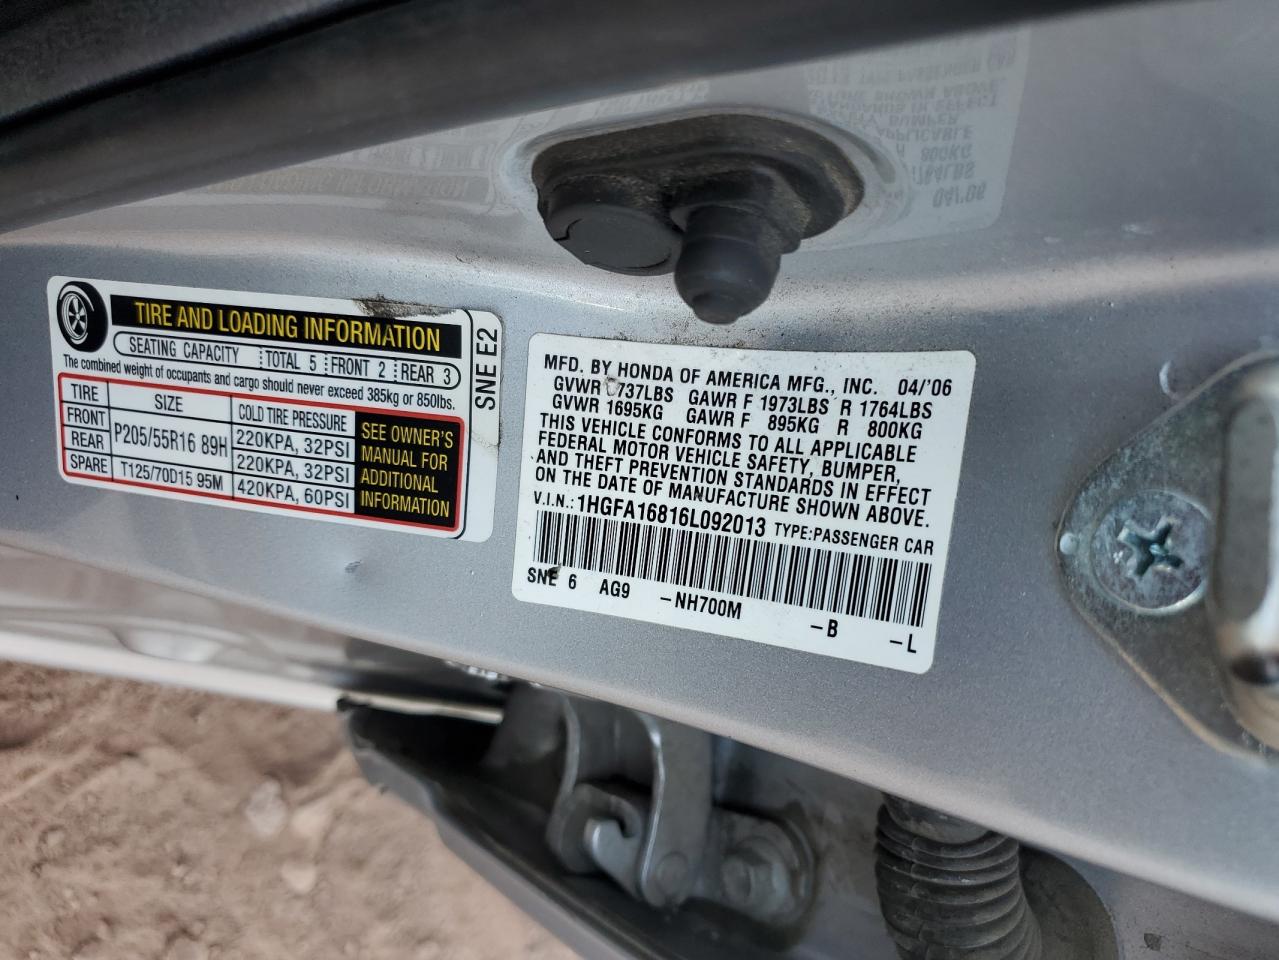 TIRE AND LOADING INFORMATION
SEATING CAPACITY TOTAL 5 FRONT 2 REAR 3
The combined weight of occupants and cargo should never exceed 385kg or 850lbs.
TIRE SIZE COLD TIRE PRESSURE
FRONT P205/55R16 89H 220KPA, 32PSI
REAR 220KPA, 32PSI
SPARE T125/70D15 95M 420KPA, 60PSI
SEE OWNER'S
MANUAL FOR
ADDITIONAL
INFORMATION
SNE E2
MFD. BY HONDA OF AMERICA MFG., INC. 04/'06
GVWR 3737LBS GAWR F 1973LBS R 1764LBS
GVWR 1695KG GAWR F 895KG R 800KG
THIS VEHICLE CONFORMS TO ALL APPLICABLE
FEDERAL MOTOR VEHICLE SAFETY, BUMPER,
AND THEFT PREVENTION STANDARDS IN EFFECT
ON THE DATE OF MANUFACTURE SHOWN ABOVE.
V.I.N.: 1HGFA16816L092013 TYPE:PASSENGER CAR
SNE 6 AG9 -NH700M -B -L